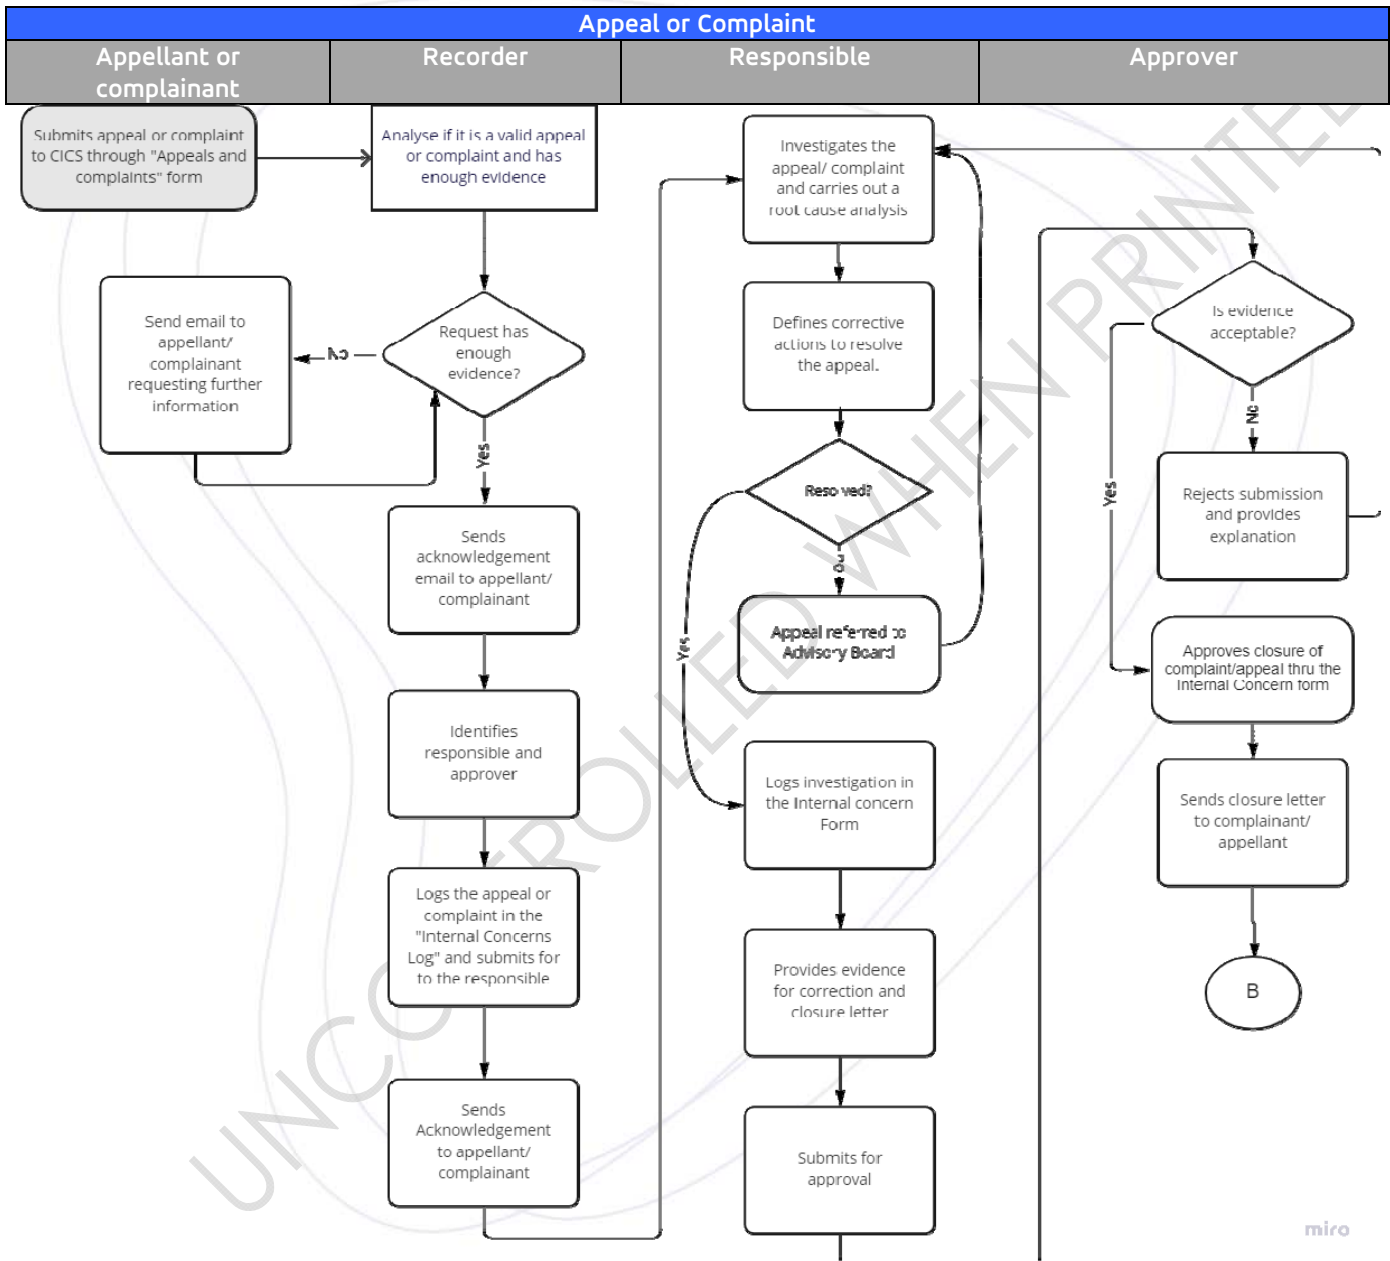 Appeal or Complaint
Appellant or
complainant
Recorder
Responsible
Approver
Submits appeal or complaint
to CICS through "Appeals and
complaints" form
Analyse if it is a valid appeal
or complaint and has
enough evidence
Request has
enough
evidence?
No
Send email to
appellant/
complainant
requesting further
information
Yes
Sends
acknowledgement
email to appellant/
complainant
Identifies
responsible and
approver
Logs the appeal or
complaint in the
"Internal Concerns
Log" and submits for
to the responsible
Sends
Acknowledgement
to appellant/
complainant
Investigates the
appeal/ complaint
and carries out a
root cause analysis
Defines corrective
actions to resolve
the appeal.
Resolved?
No
Appeal referred to
Advisory Board
Yes
Logs investigation in
the Internal concern
Form
Provides evidence
for correction and
closure letter
Submits for
approval
Is evidence
acceptable?
No
Rejects submission
and provides
explanation
Yes
Approves closure of
complaint/appeal thru the
Internal Concern form
Sends closure letter
to complainant/
appellant
B
UNCONTROLLED WHEN PRINTED
miro